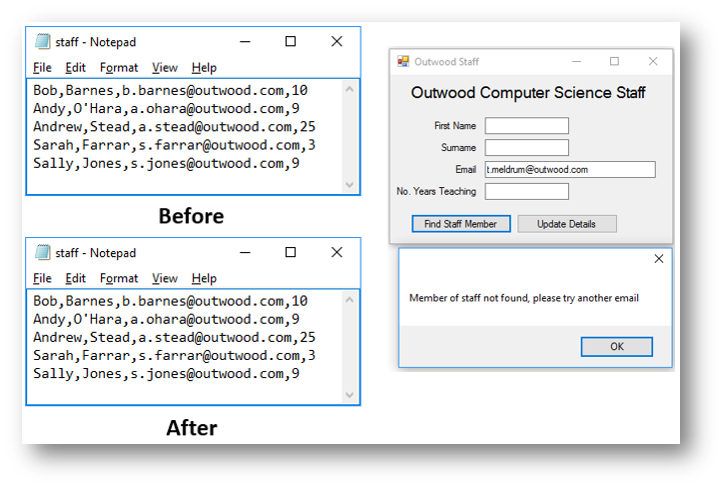 staff - Notepad
File Edit Format View Help
Bob,Barnes,b.barnes@outwood.com,10
Andy,O'Hara,a.ohara@outwood.com,9
Andrew,Stead,a.stead@outwood.com,25
Sarah,Farrar,s.farrar@outwood.com,3
Sally,Jones,s.jones@outwood.com,9
Before
staff - Notepad
File Edit Format View Help
Bob,Barnes,b.barnes@outwood.com,10
Andy,O'Hara,a.ohara@outwood.com,9
Andrew,Stead,a.stead@outwood.com,25
Sarah,Farrar,s.farrar@outwood.com,3
Sally,Jones,s.jones@outwood.com,9
After
Outwood Staff
Outwood Computer Science Staff
First Name
Surname
Email t.meldrum@outwood.com
No. Years Teaching
Find Staff Member Update Details
Member of staff not found, please try another email
OK